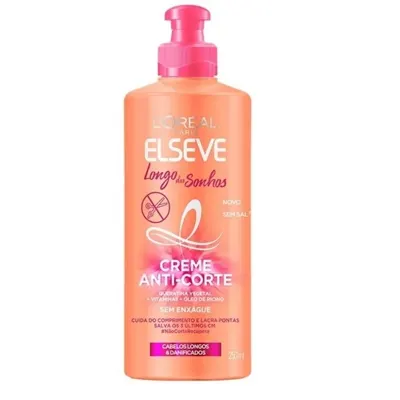 L'ORÉAL
PARIS
ELSEVE
Longo dos Sonhos
NOVO
SEM SAL*
CREME
ANTI-CORTE
QUERATINA VEGETAL
+ VITAMINAS + ÓLEO DE RÍCINO
SEM ENXÁGUE
CUIDA DO COMPRIMENTO E LACRA-PONTAS
SALVA OS 3 ÚLTIMOS CM
#NãoCorteRecupere
CABELOS LONGOS
& DANIFICADOS
250ml